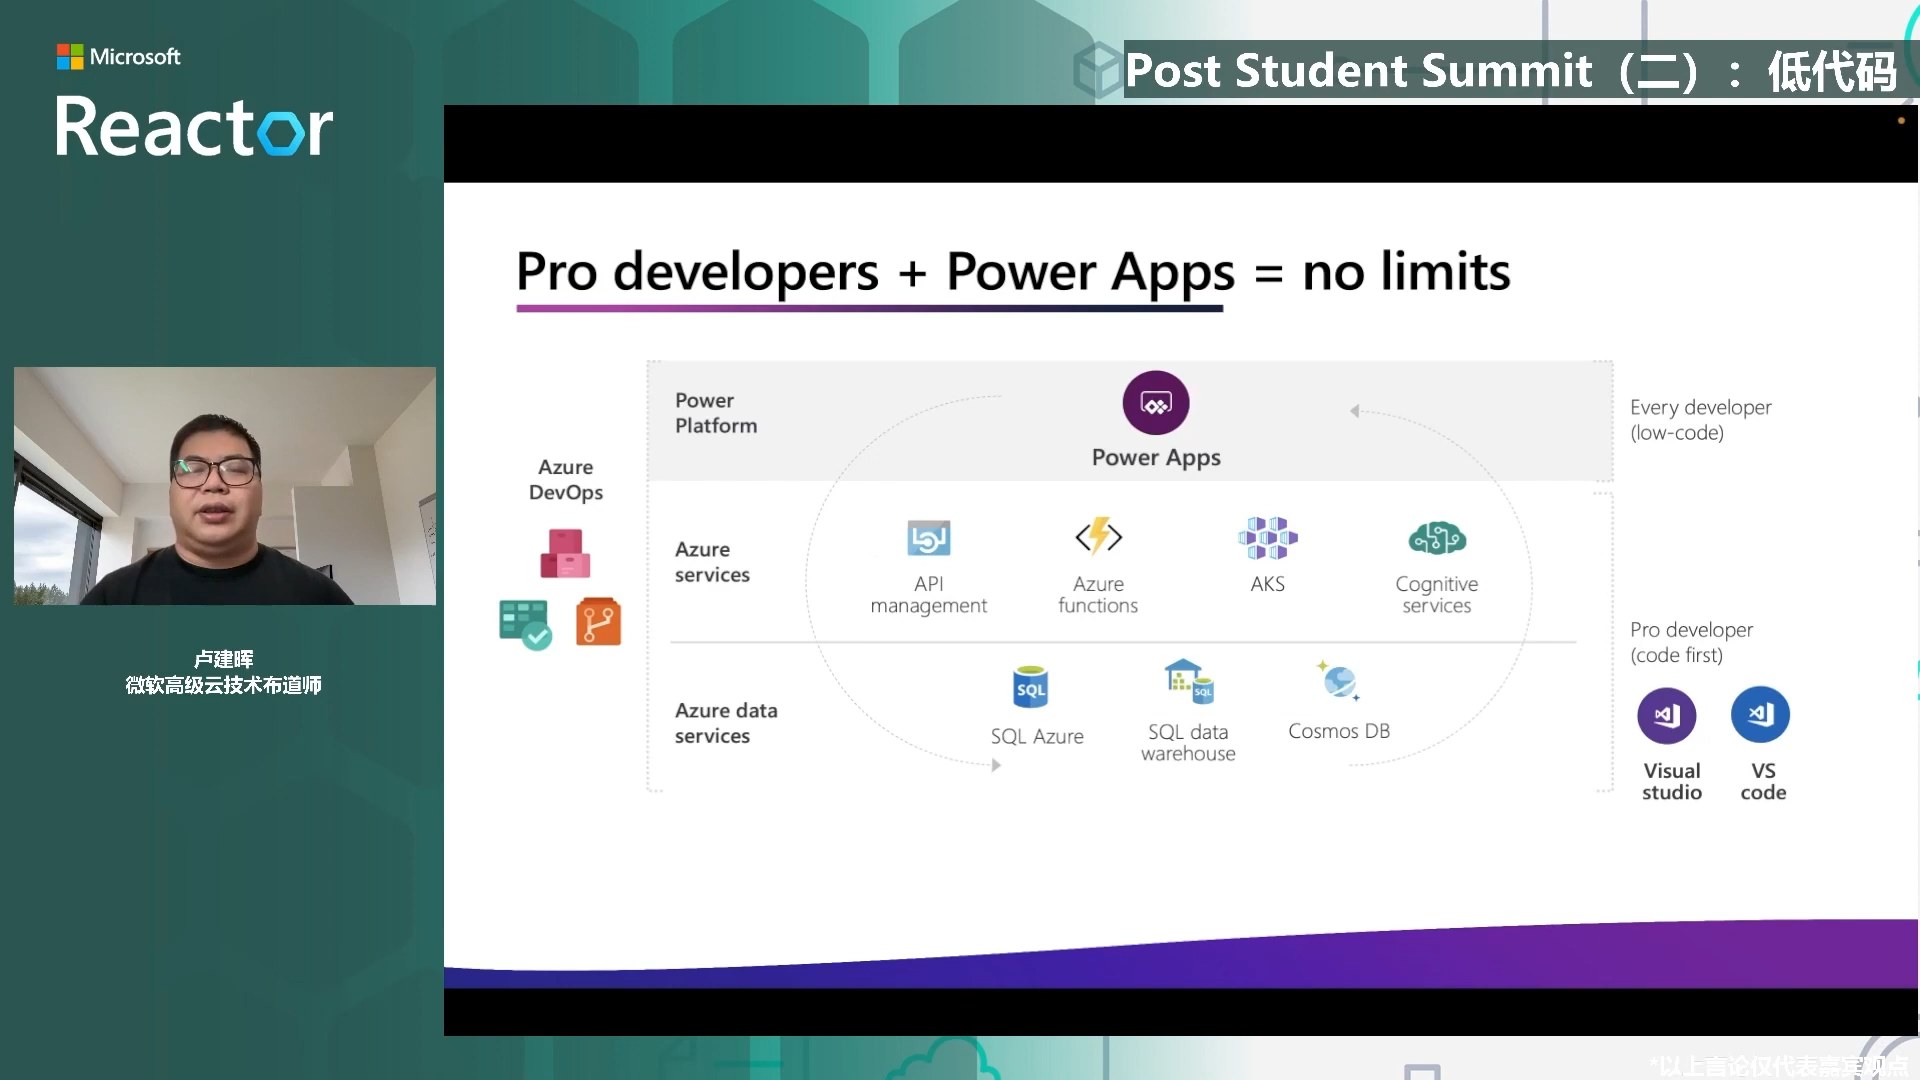 Microsoft
Reactor
Post Student Summit（二）：低代码
Pro developers + Power Apps = no limits
Power
Platform
Power Apps
Every developer
(low-code)
Azure
DevOps
Azure
services
API
management
Azure
functions
AKS
Cognitive
services
Pro developer
(code first)
Azure data
services
SQL
SQL Azure
SQL
SQL data
warehouse
Cosmos DB
Visual
studio
VS
code
卢建晖
微软高级云技术布道师
*以上言论仅代表嘉宾观点